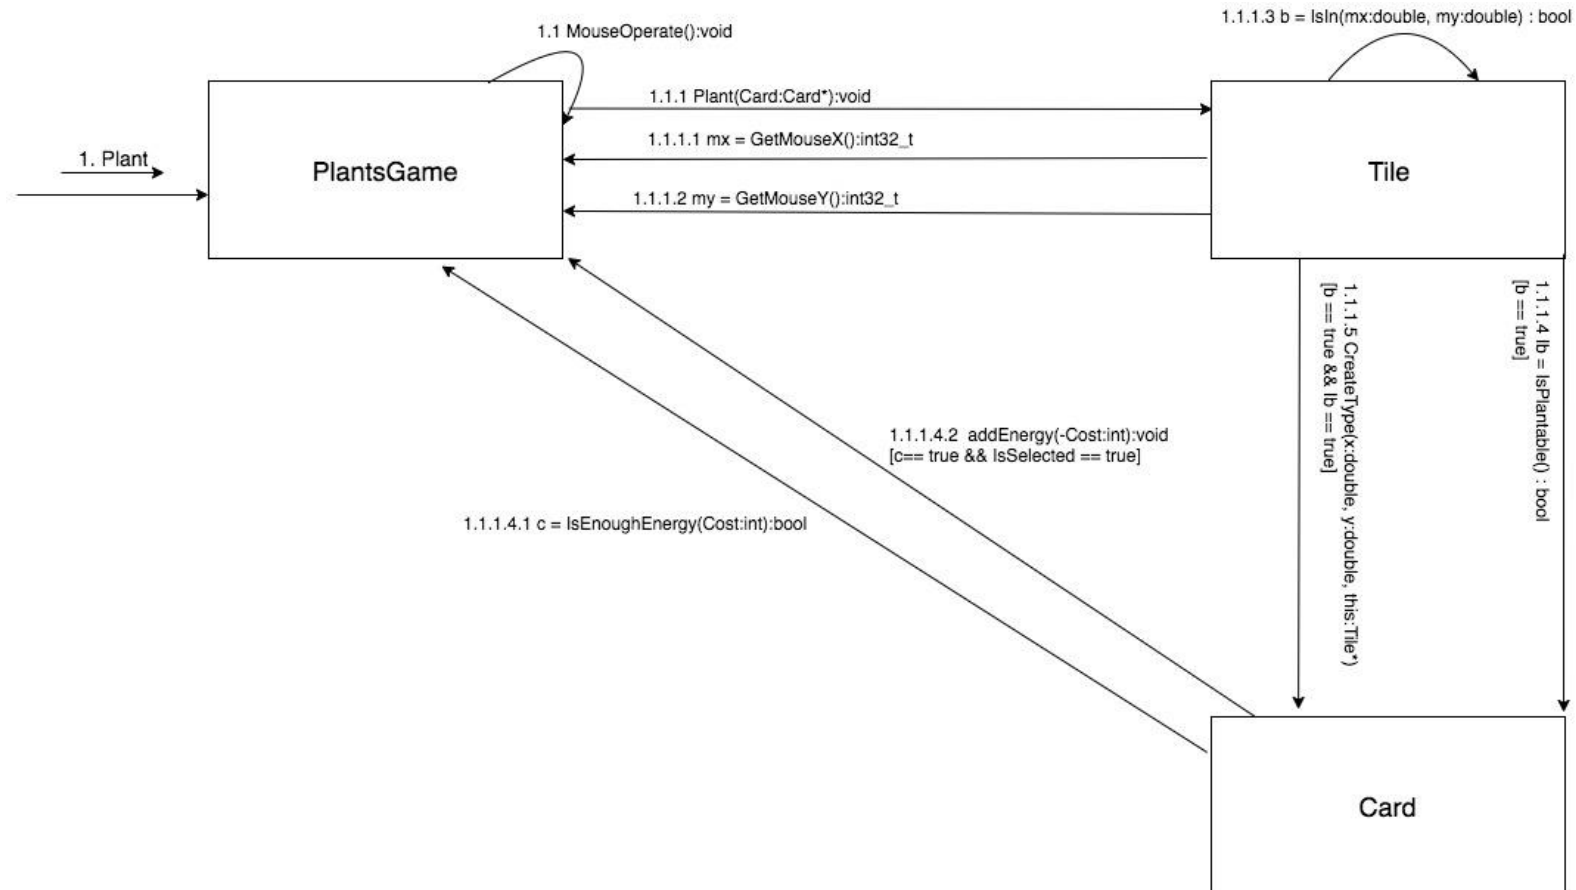 1.1.1.3 b = IsIn(mx:double, my:double) : bool
1.1 MouseOperate():void
1.1.1 Plant(Card:Card*):void
1.1.1.1 mx = GetMouseX():int32_t
1. Plant
PlantsGame
Tile
1.1.1.2 my = GetMouseY():int32_t
1.1.1.5 CreateType(x:double, y:double, this:Tile*)
[b == true && lb == true]
1.1.1.4 lb = IsPlantable() : bool
[b == true]
1.1.1.4.2 addEnergy(-Cost:int):void
[c== true && IsSelected == true]
1.1.1.4.1 c = IsEnoughEnergy(Cost:int):bool
Card